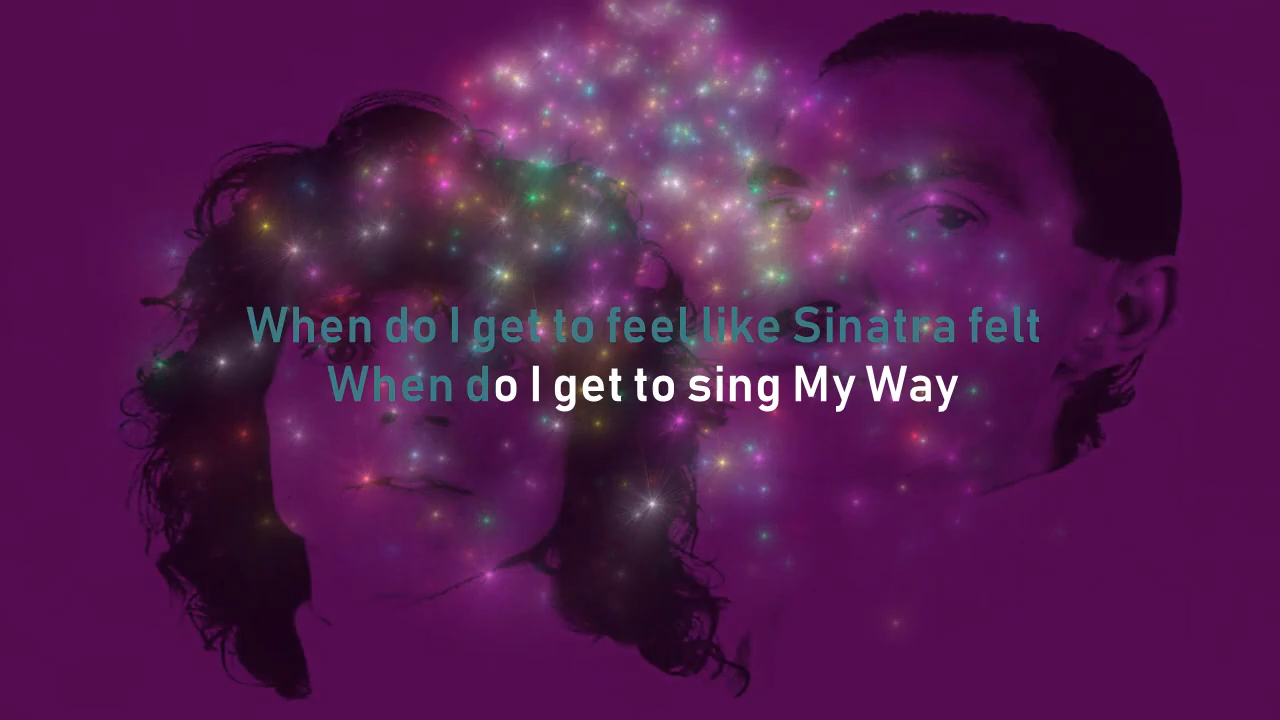 When do I get to feel like Sinatra felt
When do I get to sing My Way